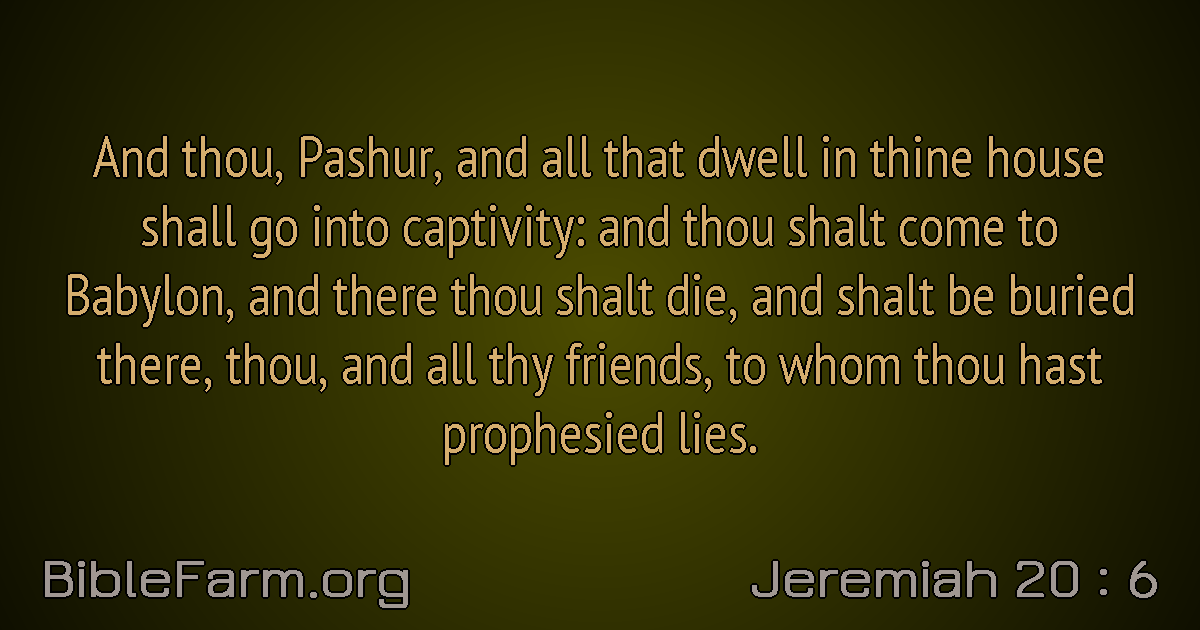 And thou, Pashur, and all that dwell in thine house
shall go into captivity: and thou shalt come to
Babylon, and there thou shalt die, and shalt be buried
there, thou, and all thy friends, to whom thou hast
prophesied lies.
BibleFarm.org
Jeremiah 20 : 6